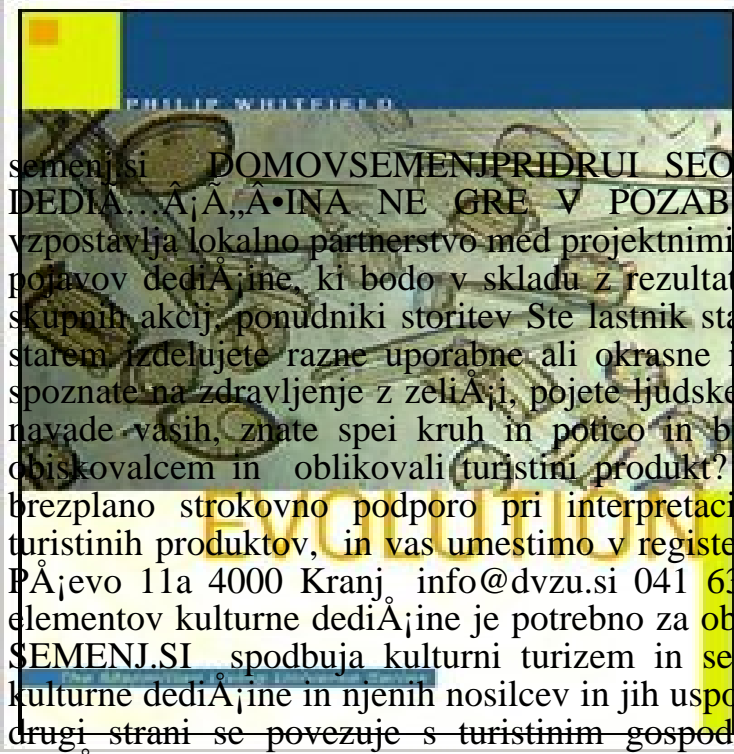 PHILIP WHITFIELD
semenj.si DOMOVSEMENJPRIDRUI SEO
DEDIÃ…Â¡Ã„Â•INA NE GRE V POZAB
vzpostavlja lokalno partnerstvo med projektnimi
pojavov dediÅ¡ine, ki bodo v skladu z rezultat
skupnih akcij, ponudniki storitev Ste lastnik sta
starem izdelujete razne uporabne ali okrasne i
spoznate na zdravljenje z zeliÅ¡i, pojete ljudske
navade vasih, znate spei kruh in potico in b
obiskovalcem in oblikovali turistini produkt?
brezplano strokovno podporo pri interpretaci
EVOLUTION
turistinih produktov, in vas umestimo v registe
PÅ¡evo 11a 4000 Kranj info@dvzu.si 041 63
elementov kulturne dediÅ¡ine je potrebno za ob
SEMENJ.SI spodbuja kulturni turizem in se
kulturne dediÅ¡ine in njenih nosilcev in jih uspo
drugi strani se povezuje s turistinim gospod